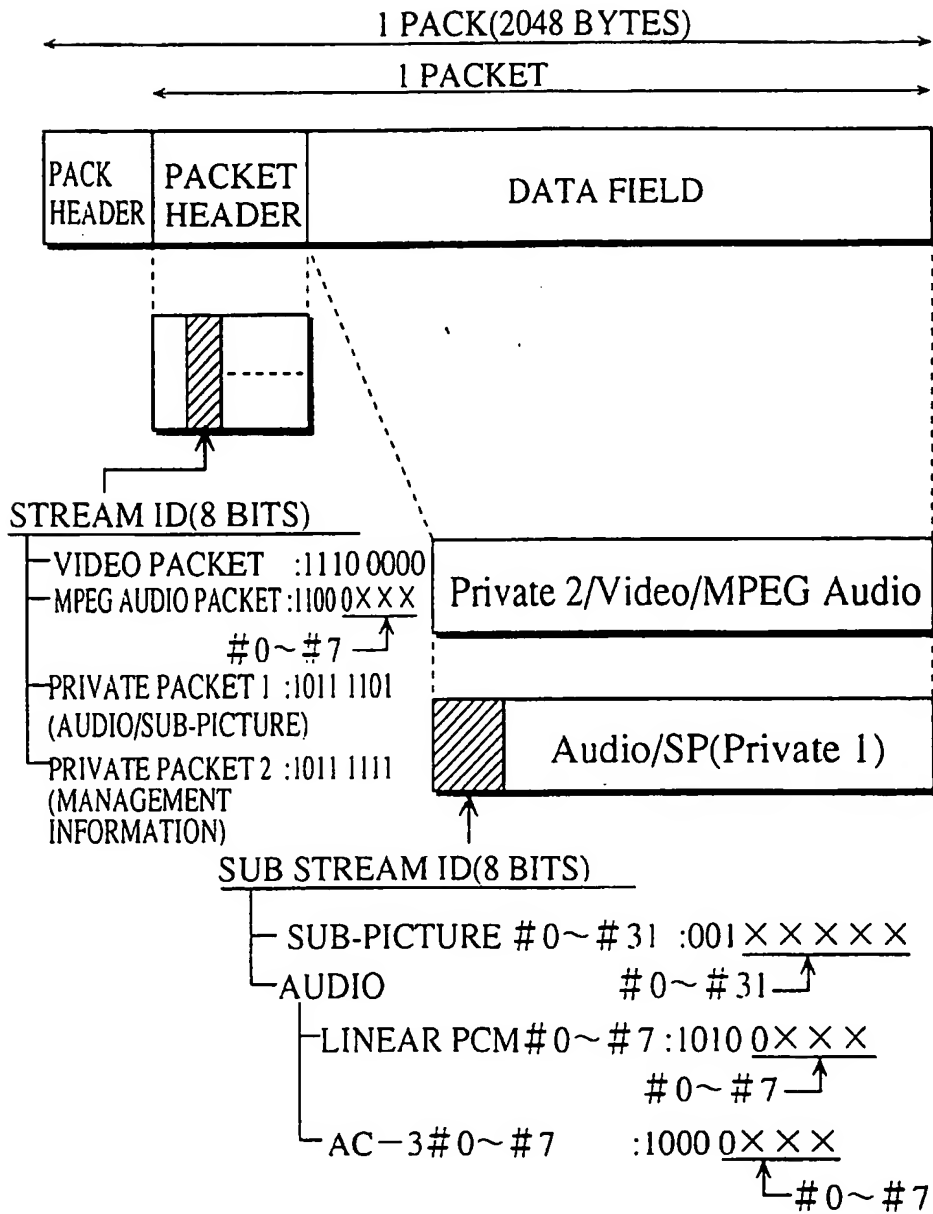 1 PACK(2048 BYTES)
1 PACKET
PACK
HEADER
PACKET
HEADER
DATA FIELD
STREAM ID(8 BITS)
VIDEO PACKET :1110 0000
MPEG AUDIO PACKET :1100 0XXX
#0~#7
PRIVATE PACKET 1 :1011 1101
(AUDIO/SUB-PICTURE)
PRIVATE PACKET 2 :1011 1111
(MANAGEMENT
INFORMATION)
Private 2/Video/MPEG Audio
Audio/SP(Private 1)
SUB STREAM ID(8 BITS)
SUB-PICTURE #0~#31 :001×××××
#0~#31
AUDIO
LINEAR PCM#0~#7 :1010 0×××
#0~#7
AC-3#0~#7 :1000 0×××
#0~#7